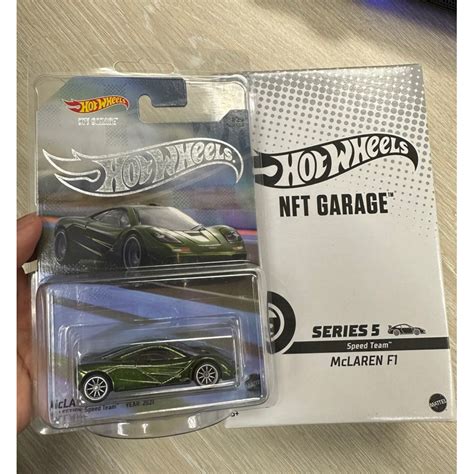 HOT WHEELS
NFT GARAGE
HOT WHEELS
McLA
Speed Team
HOT WHEELS
NFT GARAGE™
SERIES 5
Speed Team™
McLAREN F1
MATTEL